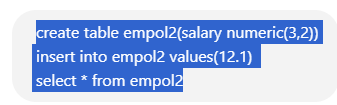 create table empol2(salary numeric(3,2))
insert into empol2 values(12.1)
select * from empol2